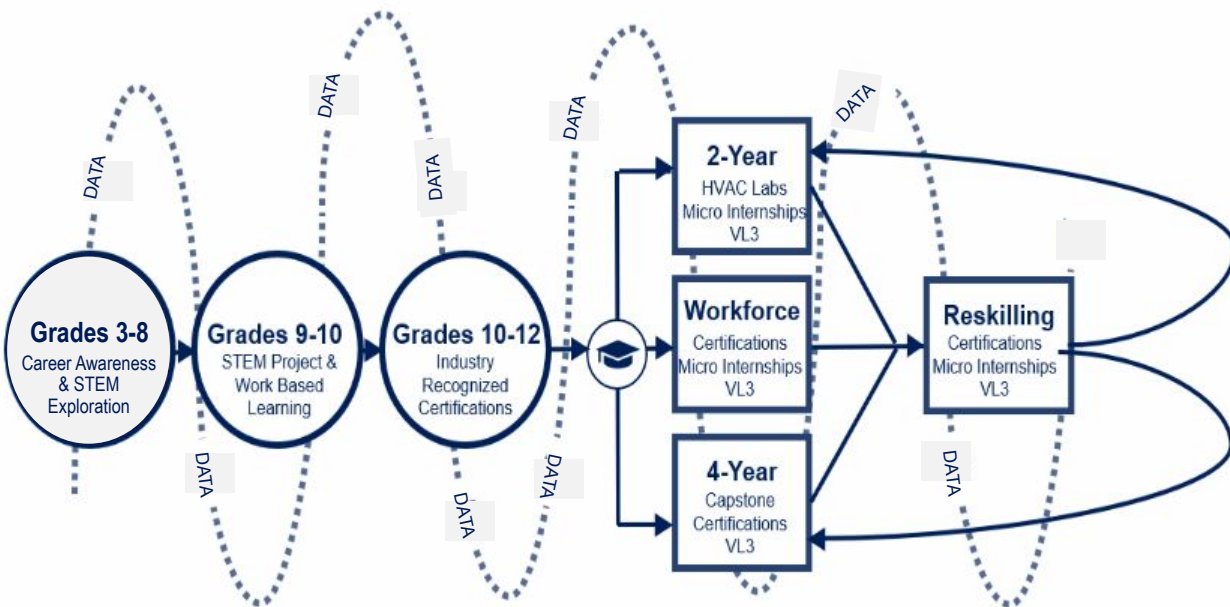 DATA
DATA
DATA
DATA
DATA
DATA
DATA
DATA
DATA
Grades 3-8
Career Awareness
& STEM
Exploration
Grades 9-10
STEM Project &
Work Based
Learning
Grades 10-12
Industry
Recognized
Certifications
2-Year
HVAC Labs
Micro Internships
VL3
Workforce
Certifications
Micro Internships
VL3
4-Year
Capstone
Certifications
VL3
Reskilling
Certifications
Micro Internships
VL3